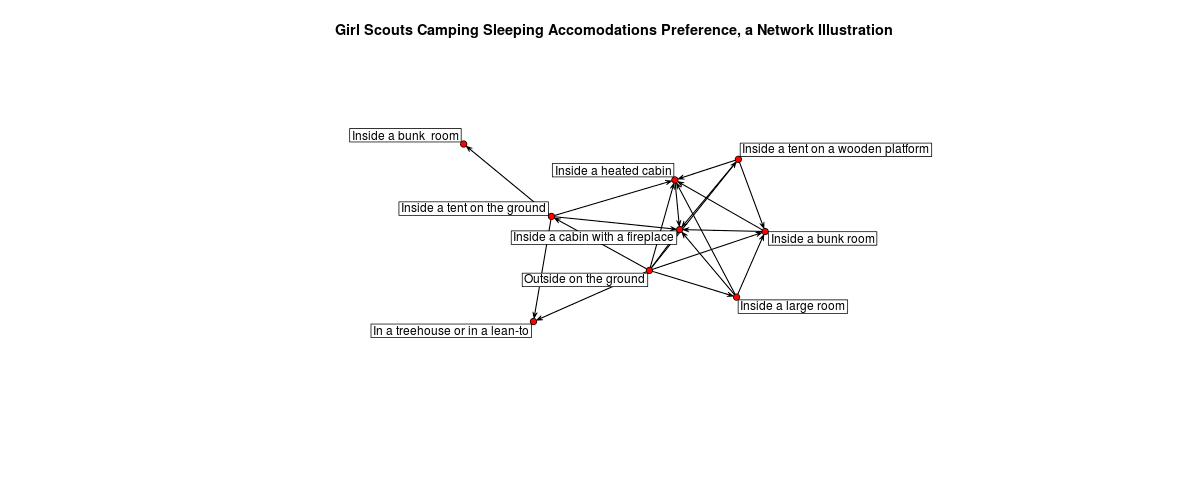 Girl Scouts Camping Sleeping Accomodations Preference, a Network Illustration
Inside a bunk  room
Inside a tent on a wooden platform
Inside a heated cabin
Inside a tent on the ground
Inside a cabin with a fireplace
Inside a bunk room
Outside on the ground
Inside a large room
In a treehouse or in a lean-to